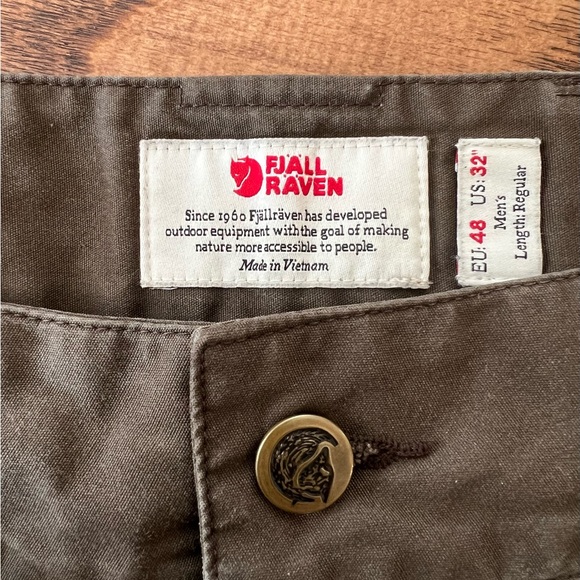 FJÄLL
RÄVEN
Since 1960 Fjällräven has developed
outdoor equipment with the goal of making
nature more accessible to people.
Made in Vietnam
EU: 48 US: 32"
Men's
Length: Regular